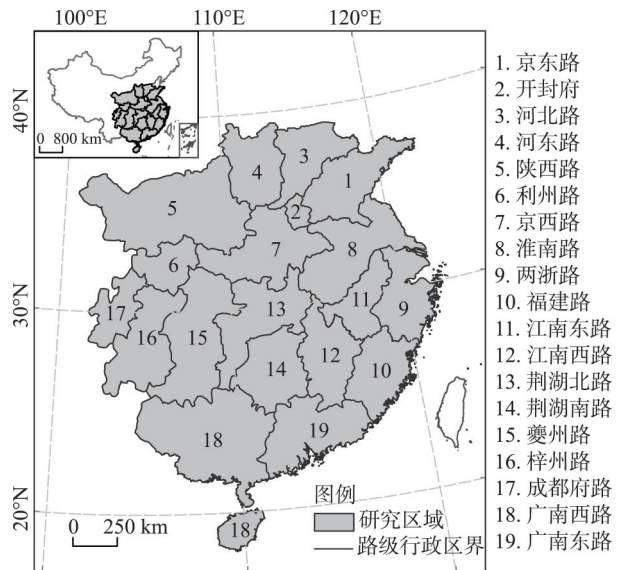 100°E 110°E 120°E
40°N
30°N
20°N
0 800 km
1
2
3
4
5
6
7
8
9
10
11
12
13
14
15
16
17
18
19
18
0 250 km
图例
研究区域
路级行政区界
1. 京东路
2. 开封府
3. 河北路
4. 河东路
5. 陕西路
6. 利州路
7. 京西路
8. 淮南路
9. 两浙路
10. 福建路
11. 江南东路
12. 江南西路
13. 荆湖北路
14. 荆湖南路
15. 夔州路
16. 梓州路
17. 成都府路
18. 广南西路
19. 广南东路